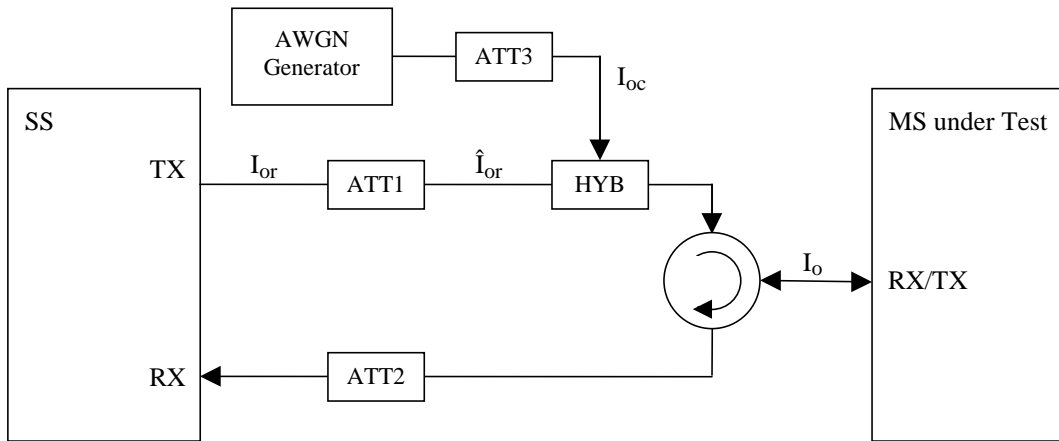 AWGN
Generator
ATT3
I_oc
SS
MS under Test
TX
I_or
ATT1
Î_or
HYB
I_o
RX/TX
RX
ATT2